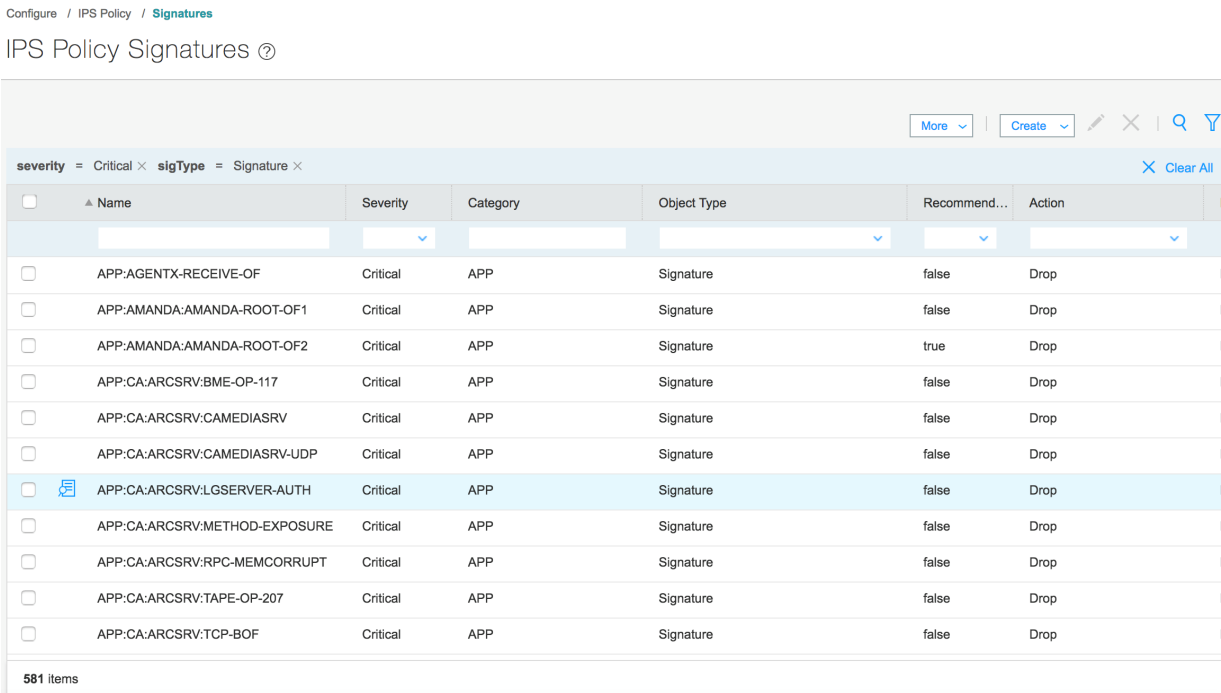 Configure / IPS Policy / Signatures
IPS Policy Signatures ?
More Create
severity = Critical × sigType = Signature × Clear All
Name Severity Category Object Type Recommend... Action
APP:AGENTX-RECEIVE-OF Critical APP Signature false Drop
APP:AMANDA:AMANDA-ROOT-OF1 Critical APP Signature false Drop
APP:AMANDA:AMANDA-ROOT-OF2 Critical APP Signature true Drop
APP:CA:ARCSRV:BME-OP-117 Critical APP Signature false Drop
APP:CA:ARCSRV:CAMEDIASRV Critical APP Signature false Drop
APP:CA:ARCSRV:CAMEDIASRV-UDP Critical APP Signature false Drop
APP:CA:ARCSRV:LGSERVER-AUTH Critical APP Signature false Drop
APP:CA:ARCSRV:METHOD-EXPOSURE Critical APP Signature false Drop
APP:CA:ARCSRV:RPC-MEMCORRUPT Critical APP Signature false Drop
APP:CA:ARCSRV:TAPE-OP-207 Critical APP Signature false Drop
APP:CA:ARCSRV:TCP-BOF Critical APP Signature false Drop
581 items